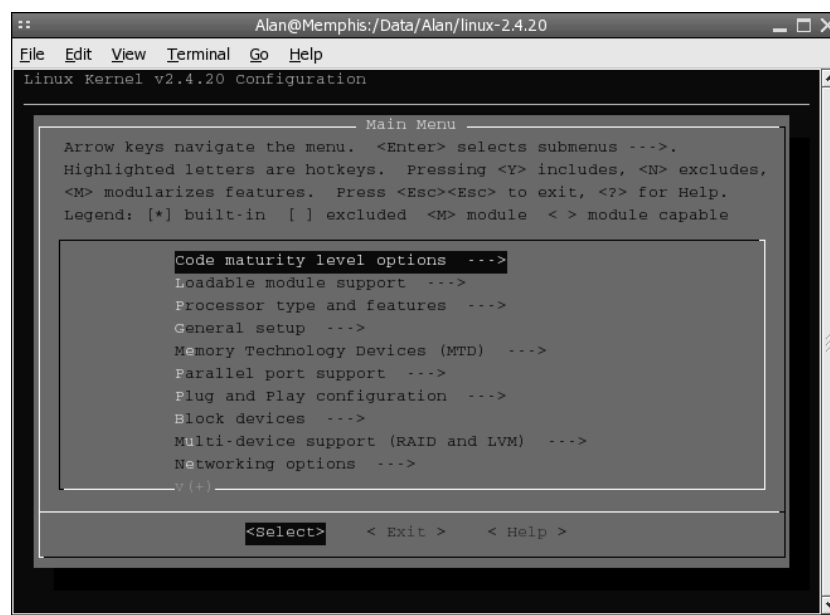 Alan@Memphis:/Data/Alan/linux-2.4.20
File Edit View Terminal Go Help
Linux Kernel v2.4.20 Configuration
Main Menu
Arrow keys navigate the menu. <Enter> selects submenus --->.
Highlighted letters are hotkeys. Pressing <Y> includes, <N> excludes,
<M> modularizes features. Press <Esc><Esc> to exit, <?> for Help.
Legend: [*] built-in [ ] excluded <M> module < > module capable
Code maturity level options --->
Loadable module support --->
Processor type and features --->
General setup --->
Memory Technology Devices (MTD) --->
Parallel port support --->
Plug and Play configuration --->
Block devices --->
Multi-device support (RAID and LVM) --->
Networking options --->
v(+)
<Select> < Exit > < Help >